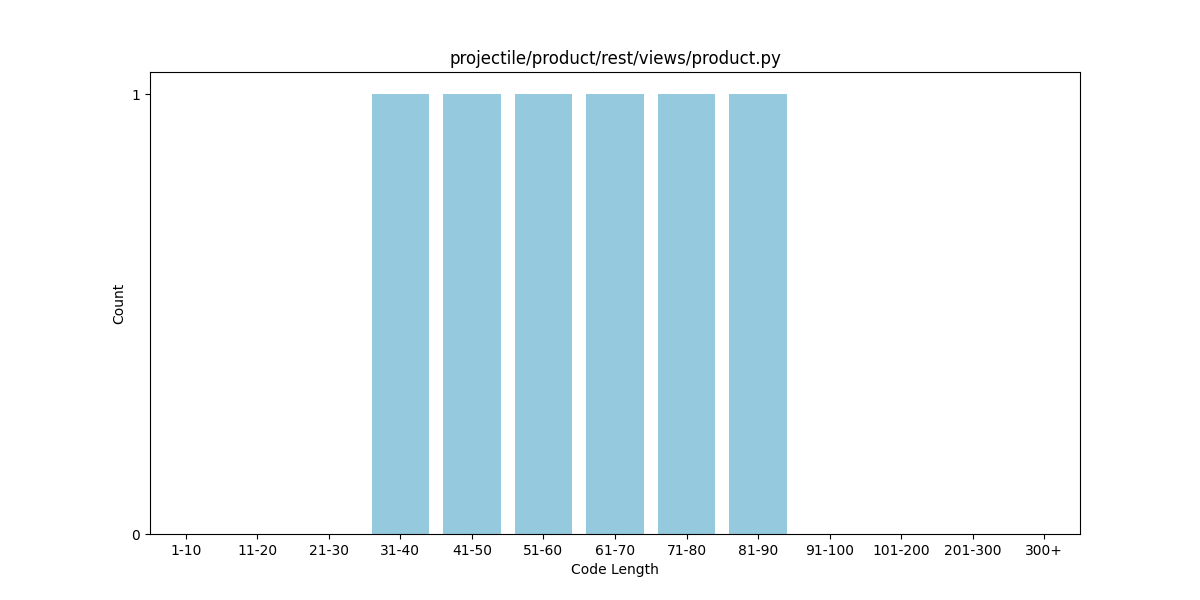 projectile/product/rest/views/product.py
1
Count
0
1-10 11-20 21-30 31-40 41-50 51-60 61-70 71-80 81-90 91-100 101-200 201-300 300+
Code Length